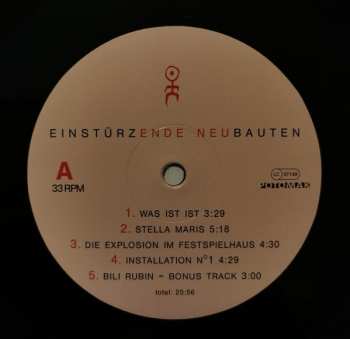 EINSTÜRZENDE NEUBAUTEN
A
33 RPM
POTOMAK
1. WAS IST IST 3:29
2. STELLA MARIS 5:18
3. DIE EXPLOSION IM FESTSPIELHAUS 4:30
4. INSTALLATION N°1 4:29
5. BILI RUBIN – BONUS TRACK 3:00
total: 20:56